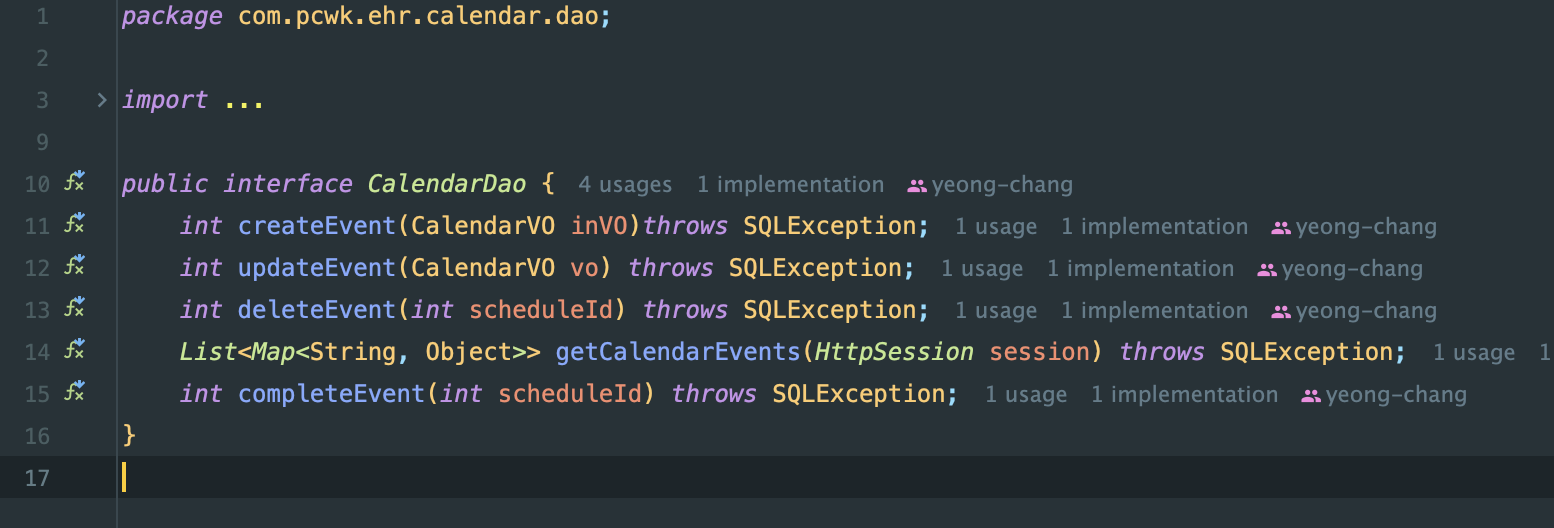 1 package com.pcwk.ehr.calendar.dao;
2
3 import ...
9
10 public interface CalendarDao { 4 usages 1 implementation yeong-chang
11 int createEvent(CalendarVO inVO)throws SQLException; 1 usage 1 implementation yeong-chang
12 int updateEvent(CalendarVO vo) throws SQLException; 1 usage 1 implementation yeong-chang
13 int deleteEvent(int scheduleId) throws SQLException; 1 usage 1 implementation yeong-chang
14 List<Map<String, Object>> getCalendarEvents(HttpSession session) throws SQLException; 1 usage 1
15 int completeEvent(int scheduleId) throws SQLException; 1 usage 1 implementation yeong-chang
16 }
17